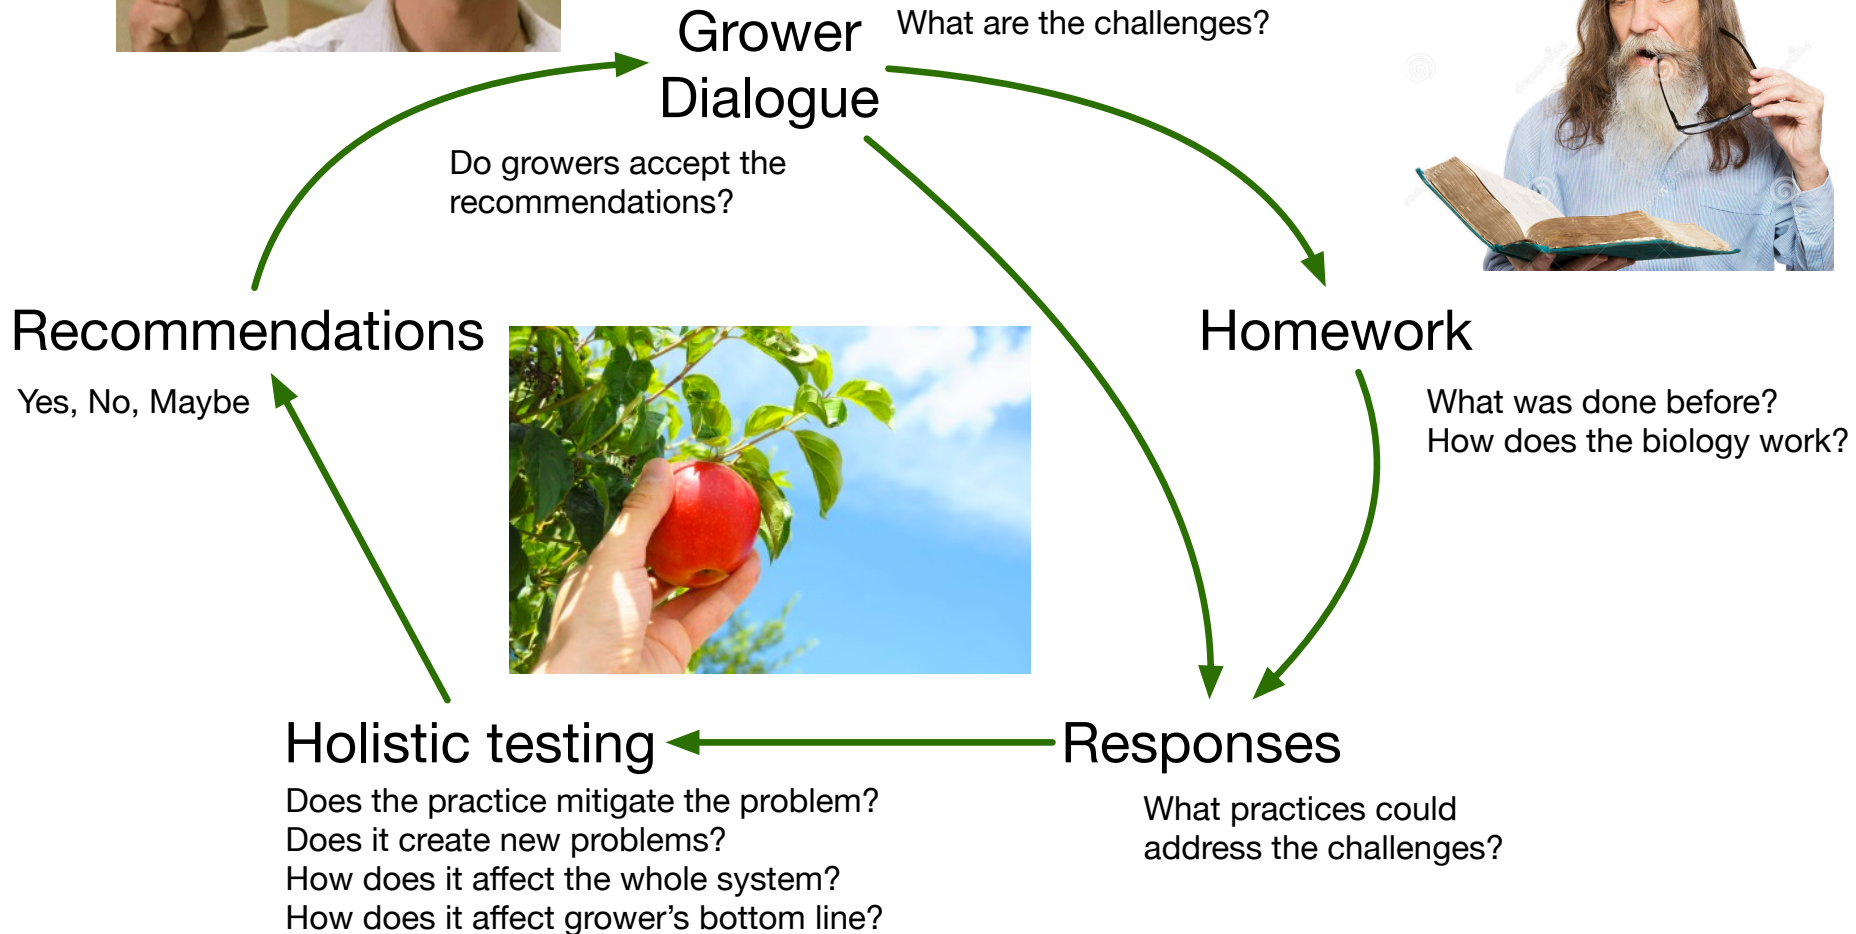 Grower
Dialogue
What are the challenges?
Do growers accept the
recommendations?
Recommendations
Yes, No, Maybe
Homework
What was done before?
How does the biology work?
Holistic testing
Does the practice mitigate the problem?
Does it create new problems?
How does it affect the whole system?
How does it affect grower’s bottom line?
Responses
What practices could
address the challenges?